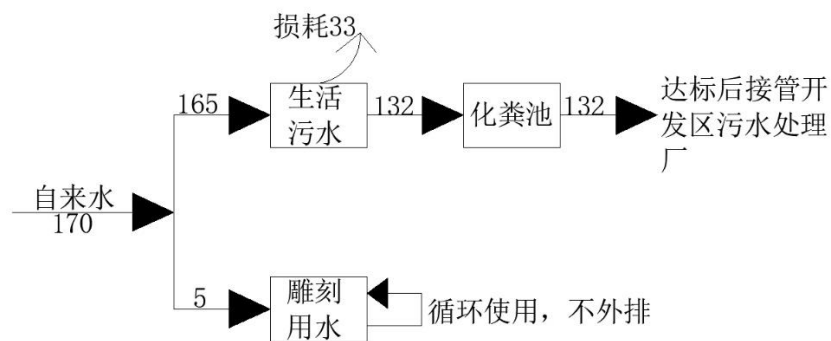 损耗33
165
生活
污水
132
化粪池
132
达标后接管开
发区污水处理
厂
自来水
170
5
雕刻
用水
循环使用，不外排